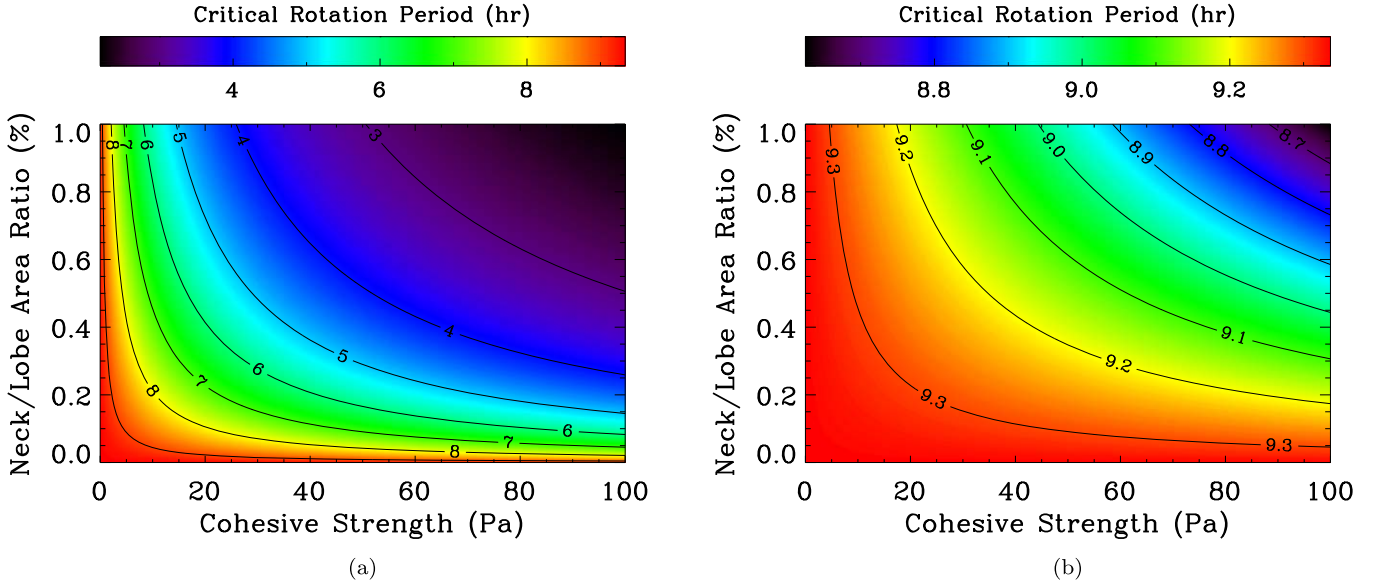 Critical Rotation Period (hr)
4 6 8
Neck/Lobe Area Ratio (%)
1.0
0.8
0.6
0.4
0.2
0.0
8 7 6 5 4 3
4
5
6
7
8
6
7
8
0 20 40 60 80 100
Cohesive Strength (Pa)
(a)
Critical Rotation Period (hr)
8.8 9.0 9.2
Neck/Lobe Area Ratio (%)
1.0
0.8
0.6
0.4
0.2
0.0
9.3 9.2 9.1 9.0 8.9 8.8 8.7
9.1
9.2
9.3
9.3
0 20 40 60 80 100
Cohesive Strength (Pa)
(b)